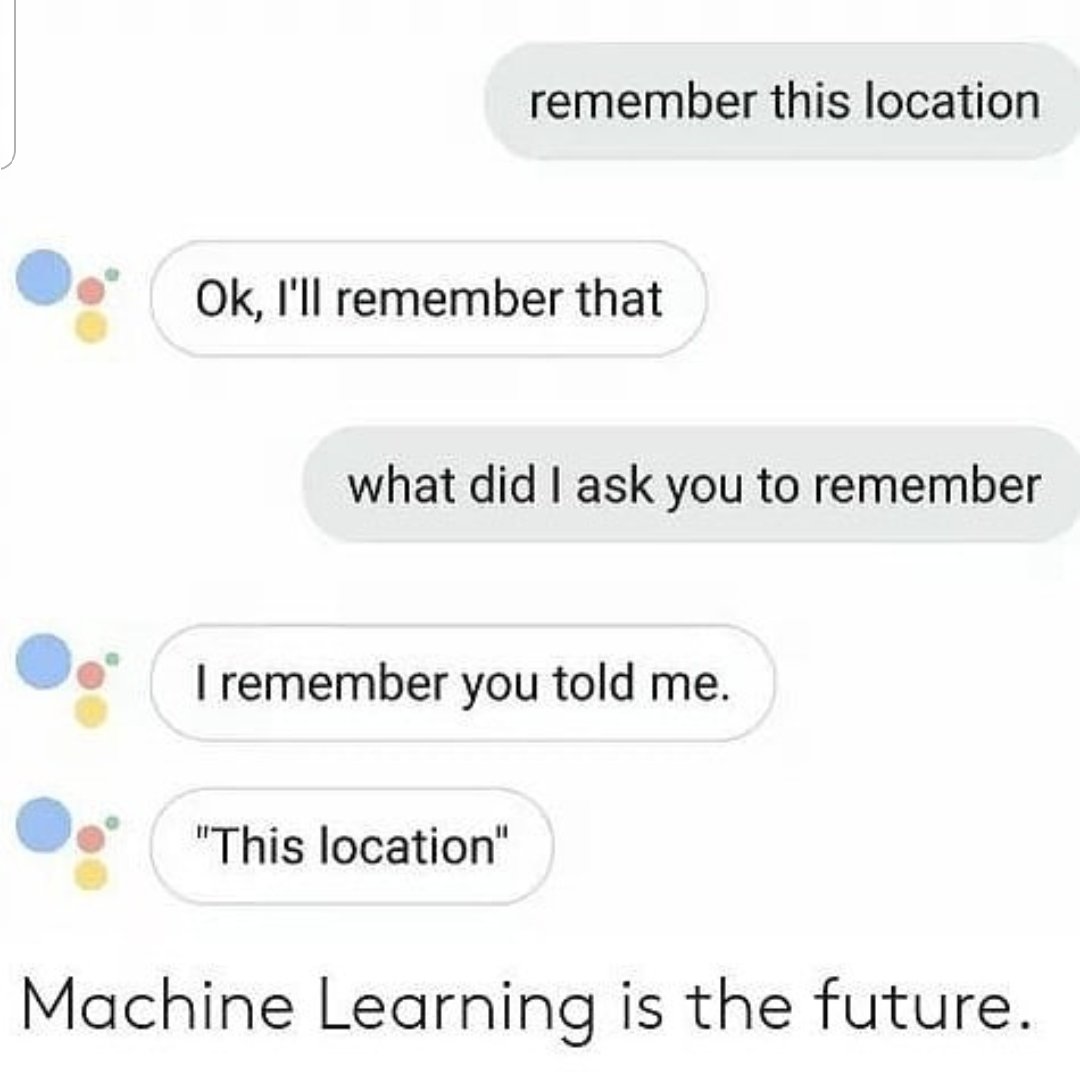 remember this location
Ok, I'll remember that
what did I ask you to remember
I remember you told me.
"This location"
Machine Learning is the future.